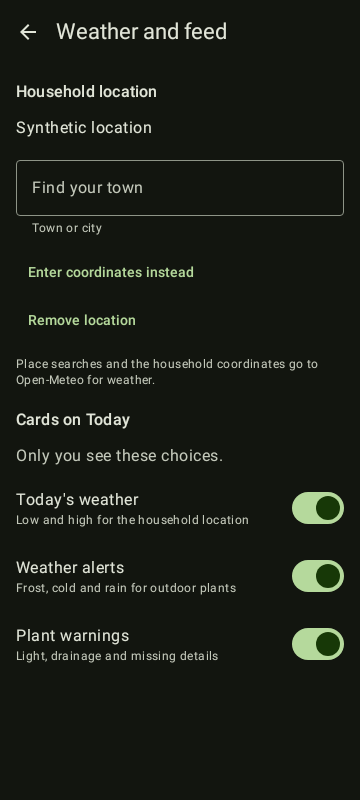 Weather and feed
Household location
Synthetic location
Find your town
Town or city
Enter coordinates instead
Remove location
Place searches and the household coordinates go to
Open-Meteo for weather.
Cards on Today
Only you see these choices.
Today's weather
Low and high for the household location
Weather alerts
Frost, cold and rain for outdoor plants
Plant warnings
Light, drainage and missing details